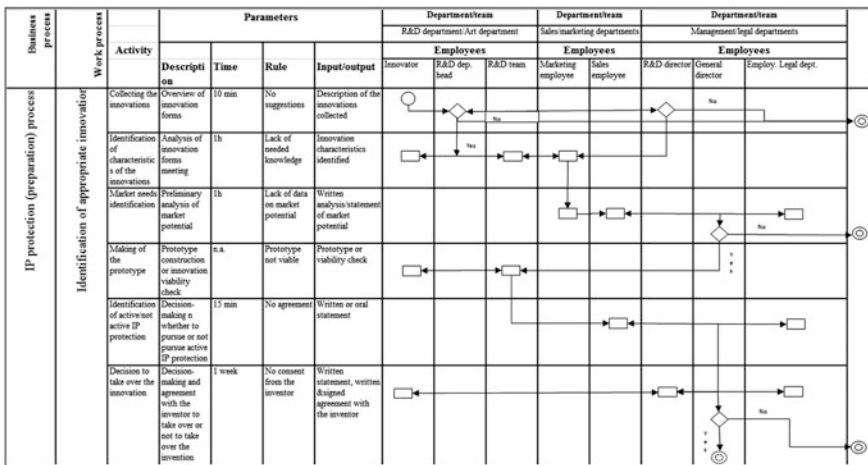 Business process
Work process
Activity
Parameters
Department/team
Department/team
Department/team
R&D department/Art department
Sales/marketing departments
Management/legal departments
Employees
Employees
Employees
Descripti
on
Time
Rule
Input/output
Innovator
R&D dep.
head
R&D team
Marketing
employee
Sales
employee
R&D director
General
director
Employ. Legal dept.
IP protection (preparation) process
Identification of appropriate innovation
Collecting the
innovations
Overview of
innovation
forms
10 min
No
suggestions
Description of the
innovations
collected
No
No
Identification
of
characteristic
s of the
innovations
Analysis of
innovation
forms
meeting
1h
Lack of
needed
knowledge
Innovation
characteristics
identified
Yes
Market needs
identification
Preliminary
analysis of
market
potential
1h
Lack of data
on market
potential
Written
analysis/statement
of market
potential
No
Making of
the
prototype
Prototype
construction
or innovation
viability
check
n.a.
Prototype
not viable
Prototype or
viability check
Y
e
s
Identification
of active/not
active IP
protection
Decision-
making n
whether to
pursue or not
pursue active
IP protection
15 min
No agreement
Written or oral
statement
Decision to
take over the
innovation
Decision-
making and
agreement
with the
inventor to
take over or
not to take
over the
invention
1 week
No consent
from the
inventor
Written
statement, written
&signed
agreement with
the inventor
No
Y
e
s